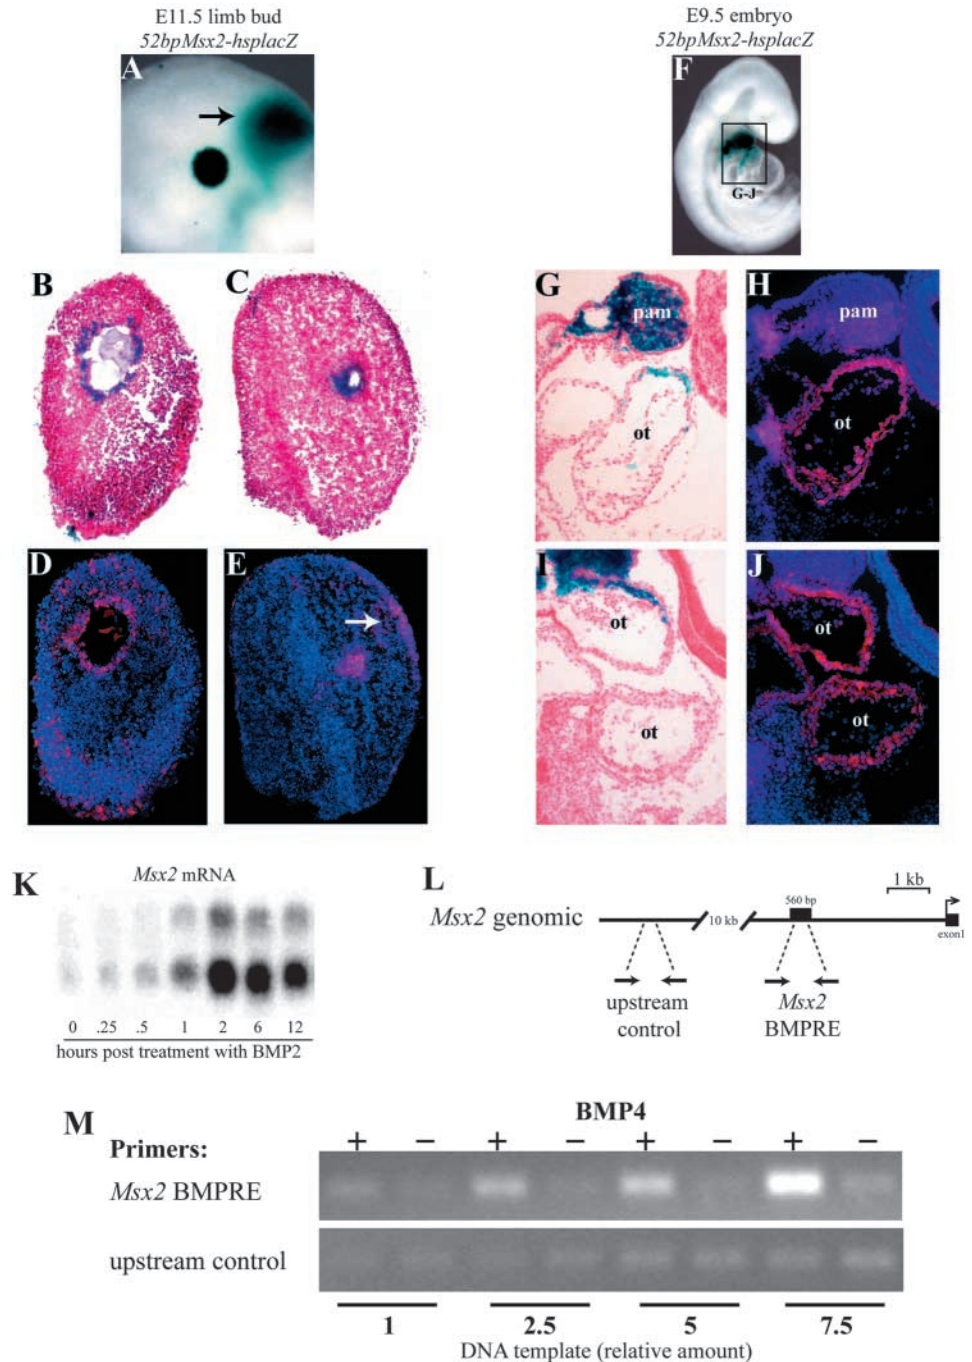 E11.5 limb bud
52bpMsx2-hsplacZ
E9.5 embryo
52bpMsx2-hsplacZ
A
F
G-J
B
C
G
pam
ot
H
pam
ot
D
E
I
ot
ot
J
ot
ot
K
Msx2 mRNA
0 .25 .5 1 2 6 12
hours post treatment with BMP2
L
1 kb
560 bp
Msx2 genomic
10 kb
exon1
upstream
control
Msx2
BMPRE
M
BMP4
Primers:
+ − + − + − + −
Msx2 BMPRE
upstream control
1 2.5 5 7.5
DNA template (relative amount)